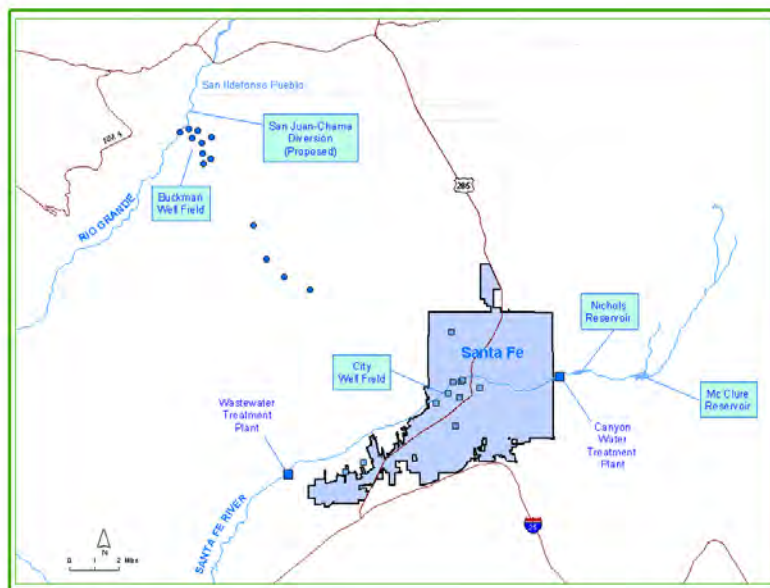 San Ildefonso Pueblo
San Juan-Chama
Diversion
(Proposed)
Buckman
Well Field
RIO GRANDE
285
Nichols
Reservoir
Santa Fe
City
Well Field
Mc Clure
Reservoir
Wastewater
Treatment
Plant
Canyon
Water
Treatment
Plant
SANTA FE RIVER
N
0 1 2 Miles